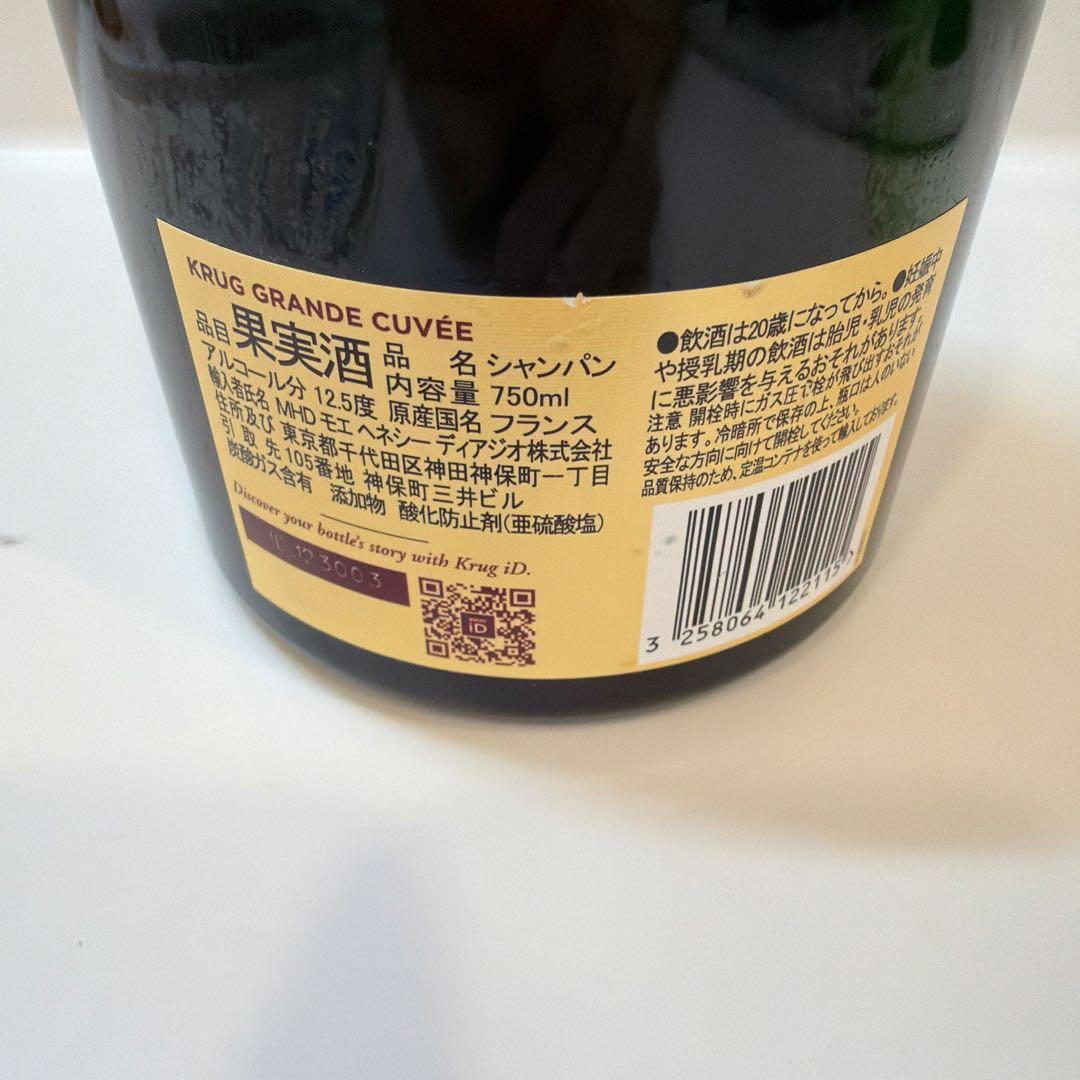 KRUG GRANDE CUVÉE
品目 果実酒 品 名 シャンパン
アルコール分 12.5度 内容量 750ml
原産国名 フランス
輸入者氏名 MHD モエ ヘネシー ディアジオ株式会社
住所及び 東京都千代田区神田神保町一丁目
引取先 105番地 神保町三井ビル
炭酸ガス含有 添加物 酸化防止剤(亜硫酸塩)
Discover your bottle's story with Krug iD.
123003
iD
●飲酒は20歳になってから。●妊娠中
や授乳期の飲酒は胎児・乳児の発育
に悪影響を与えるおそれがあります。
注意 開栓時にガス圧で栓が飛び出すおそれが
あります。冷暗所で保存の上、瓶口は人のいない
安全な方向に向けて開栓してください。
品質保持のため、定温コンテナを使って輸入しております。
3 258064 122115